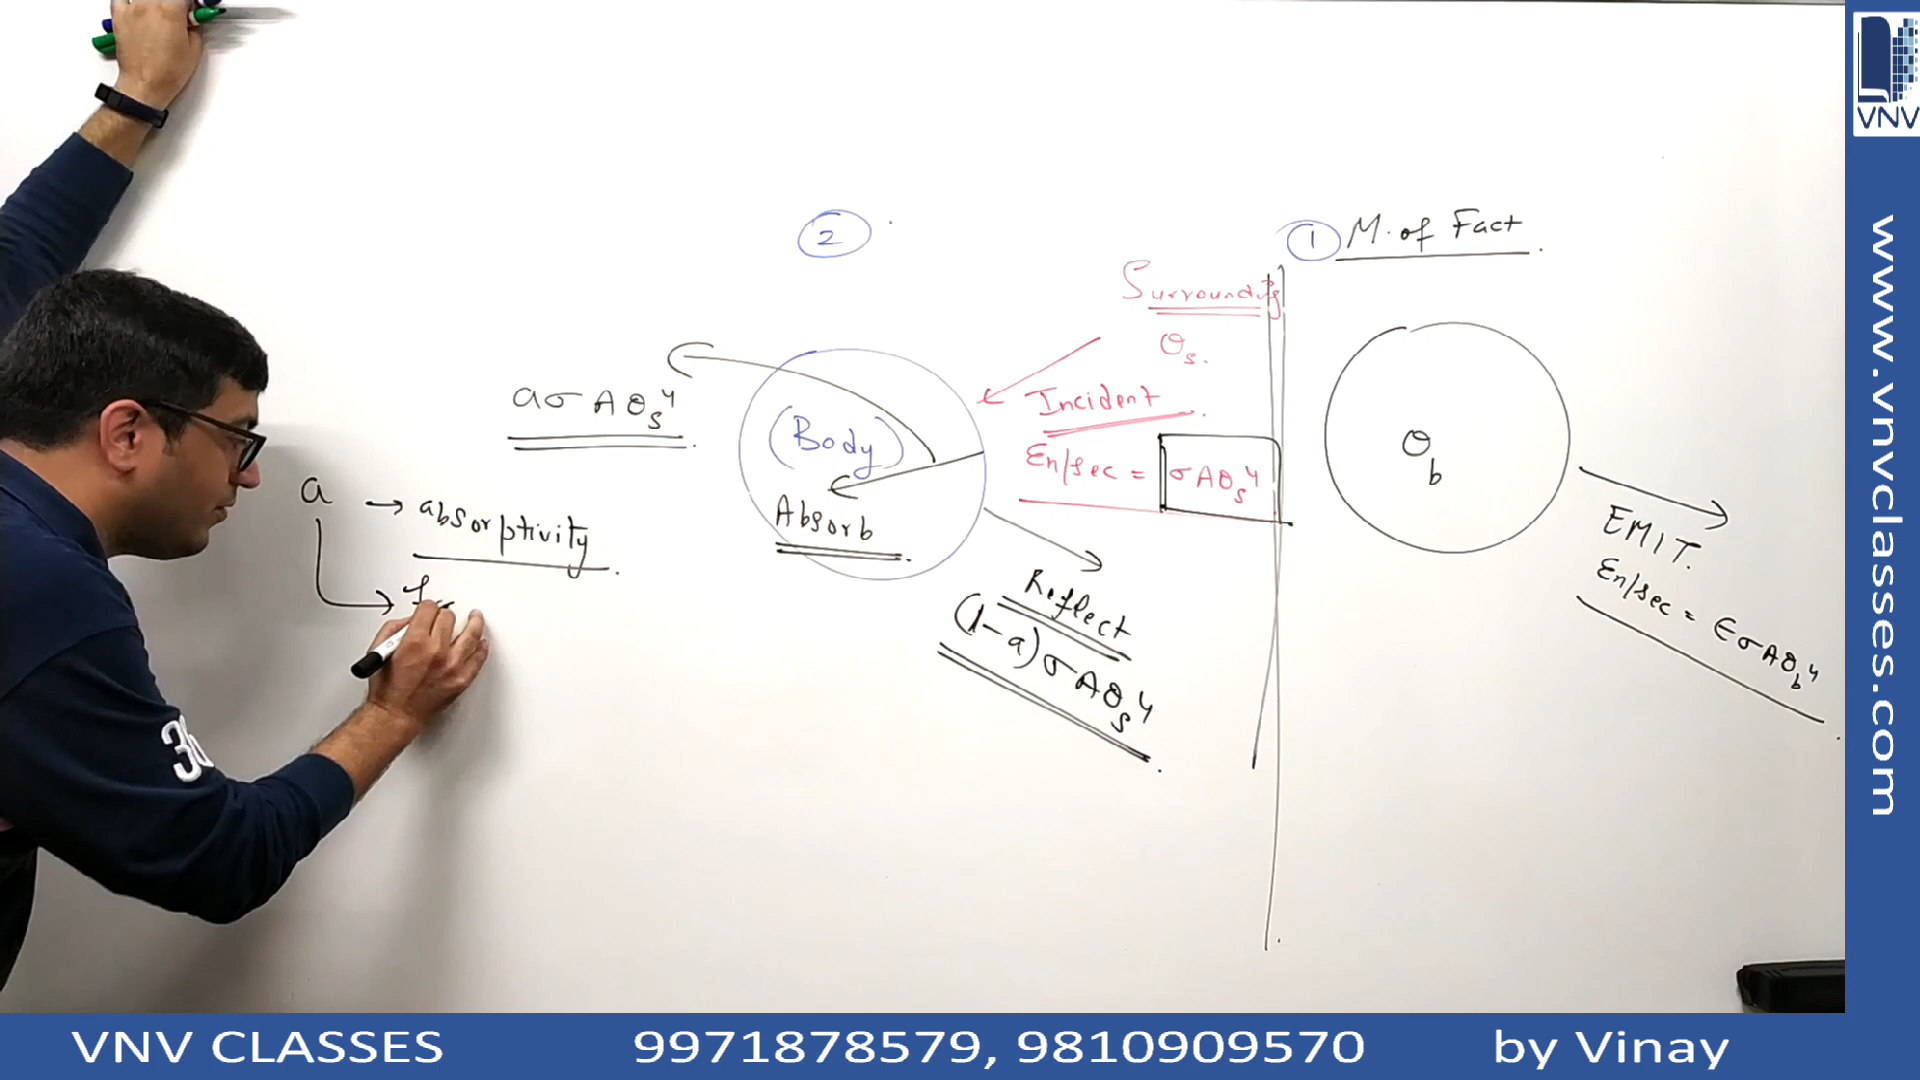 2
1 M. of Fact
Surrounding
θs.
Incident
En/sec = σAθs⁴
aσAθs⁴
(Body)
Absorb
a → absorptivity
Reflect
(1-a)σAθs⁴
θb
EMIT.
En/sec = ϵσAθb⁴
30
VNV
www.vnvclasses.com
VNV CLASSES 9971878579, 9810909570 by Vinay